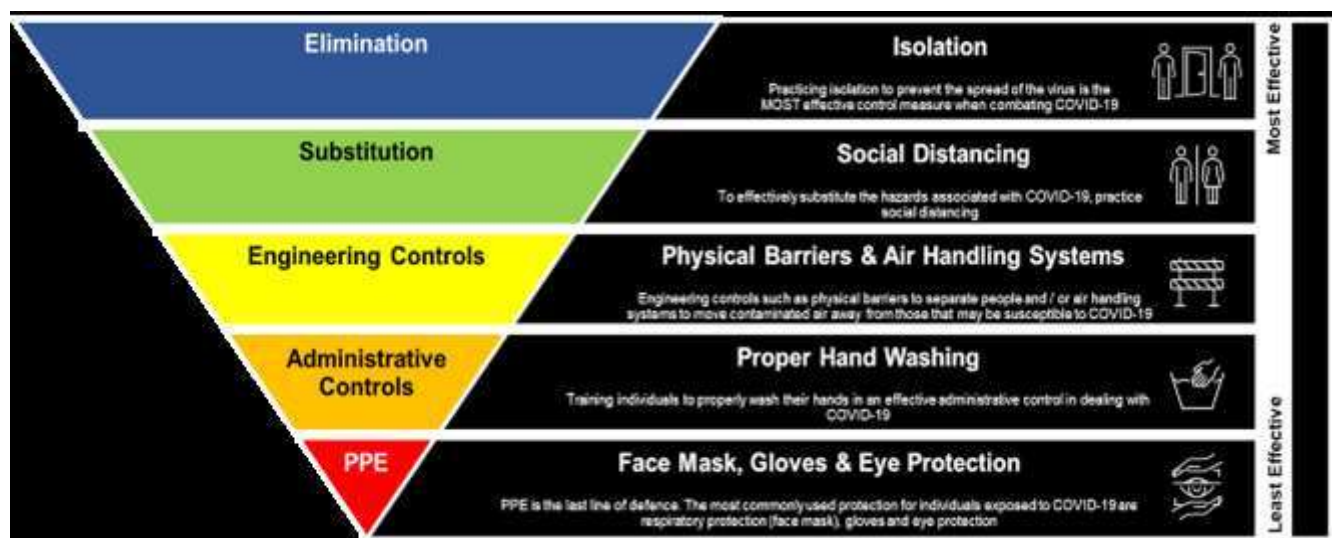 Elimination
Isolation
Practicing isolation to prevent the spread of the virus is the
MOST effective control measure when combating COVID-19
Substitution
Social Distancing
To effectively substitute the hazards associated with COVID-19, practice
social distancing
Engineering Controls
Physical Barriers & Air Handling Systems
Engineering controls such as physical barriers to separate people and / or air handling
systems to move contaminated air away from those that may be susceptible to COVID-19
Administrative
Controls
Proper Hand Washing
Training individuals to properly wash their hands in an effective administrative control in dealing with
COVID-19
PPE
Face Mask, Gloves & Eye Protection
PPE is the last line of defence. The most commonly used protection for individuals exposed to COVID-19 are
respiratory protection (face mask), gloves and eye protection
Most Effective
Least Effective